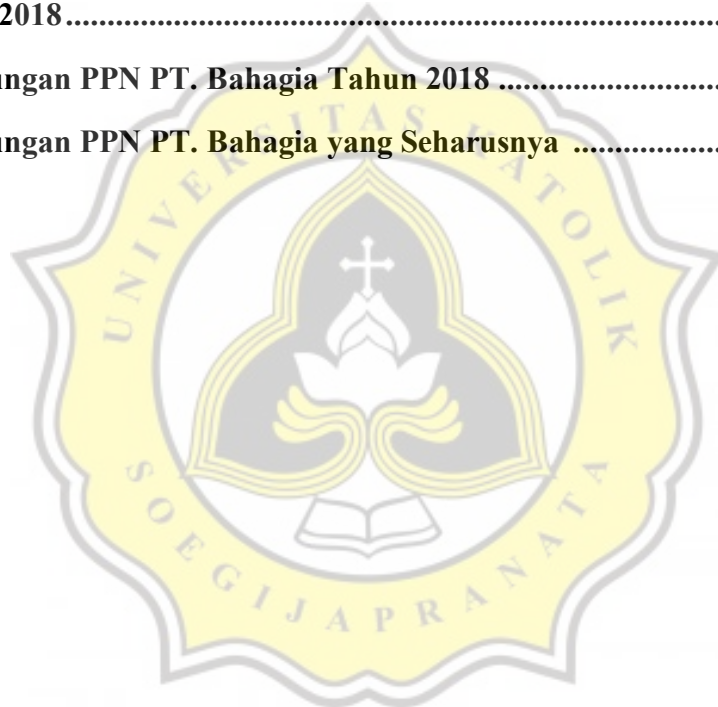 2018..............................................................................
ungan PPN PT. Bahagia Tahun 2018 ...........................
ungan PPN PT. Bahagia yang Seharusnya ..................
UNIVERSITAS KATOLIK
SOEGIJAPRANATA